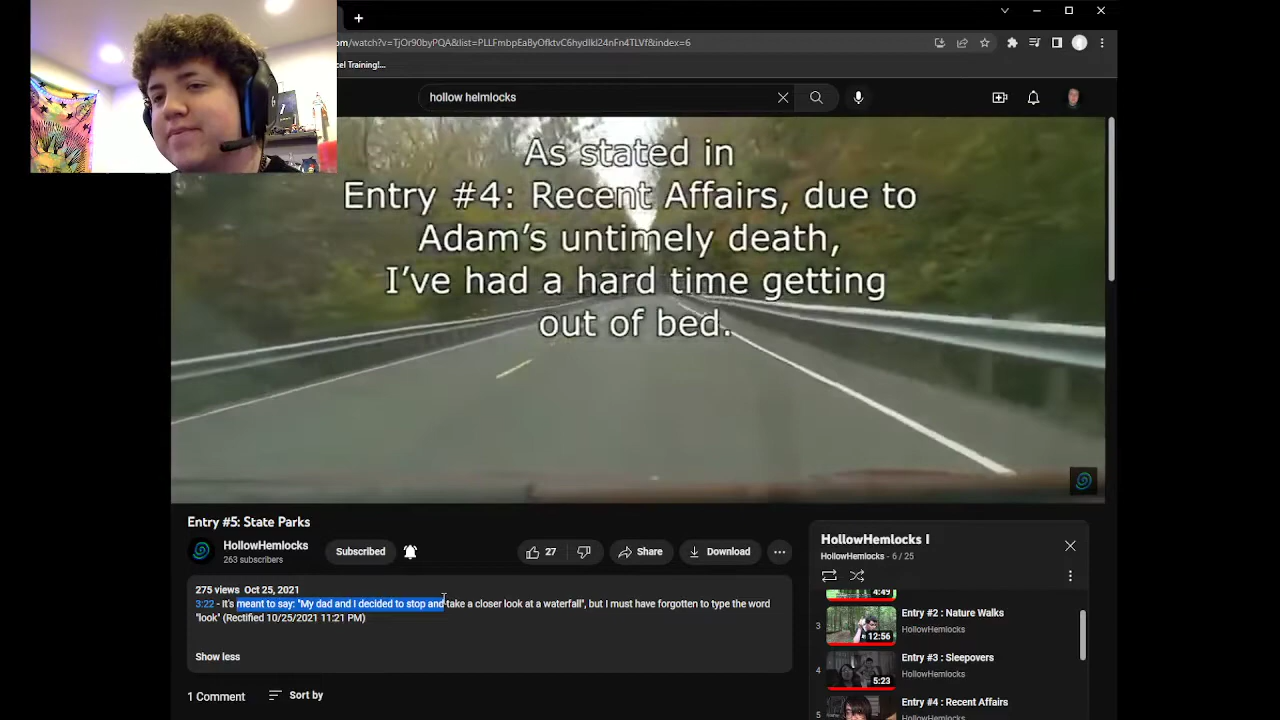 om/watch?v=TjOr90byPQA&list=PLLFmbpEaByOfktvC6hydIkl24nFn4TLVf&index=6
cel Training!...
hollow helmlocks
As stated in
Entry #4: Recent Affairs, due to
Adam's untimely death,
I've had a hard time getting
out of bed.
Entry #5: State Parks
HollowHemlocks
263 subscribers
Subscribed
27
Share
Download
275 views Oct 25, 2021
3:22 - It's meant to say: "My dad and I decided to stop and take a closer look at a waterfall", but I must have forgotten to type the word
"look" (Rectified 10/25/2021 11:21 PM)
Show less
1 Comment
Sort by
HollowHemlocks I
HollowHemlocks - 6 / 25
4:49
3
12:56
Entry #2 : Nature Walks
HollowHemlocks
4
5:23
Entry #3 : Sleepovers
HollowHemlocks
5
Entry #4 : Recent Affairs
HollowHemlocks